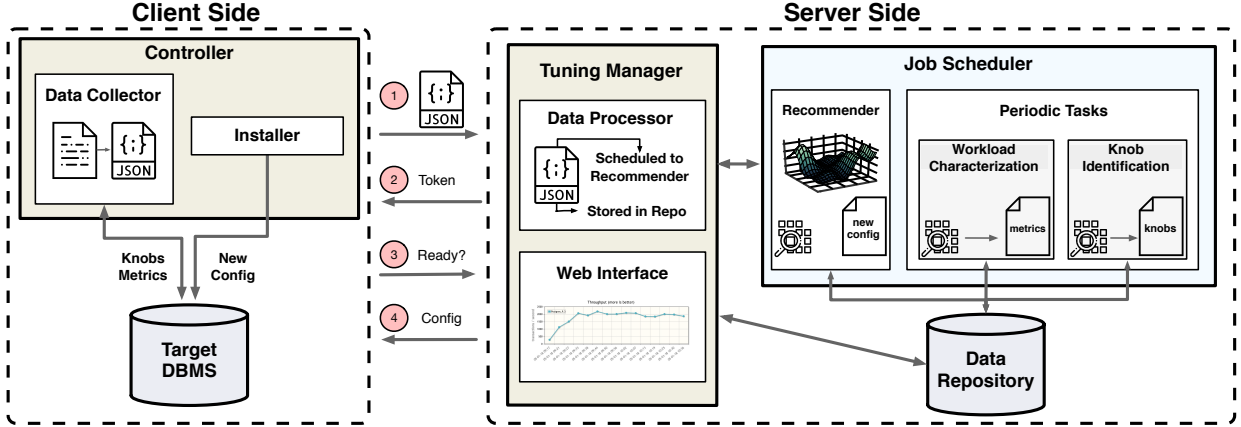 Client Side
Controller
Data Collector
{;}
JSON
Installer
Knobs
Metrics
New
Config
Target
DBMS
1
{;}
JSON
2 Token
3 Ready?
4 Config
Server Side
Tuning Manager
Data Processor
{;}
JSON
Scheduled to
Recommender
Stored in Repo
Web Interface
Job Scheduler
Recommender
new
config
Periodic Tasks
Workload
Characterization
metrics
Knob
Identification
knobs
Data
Repository